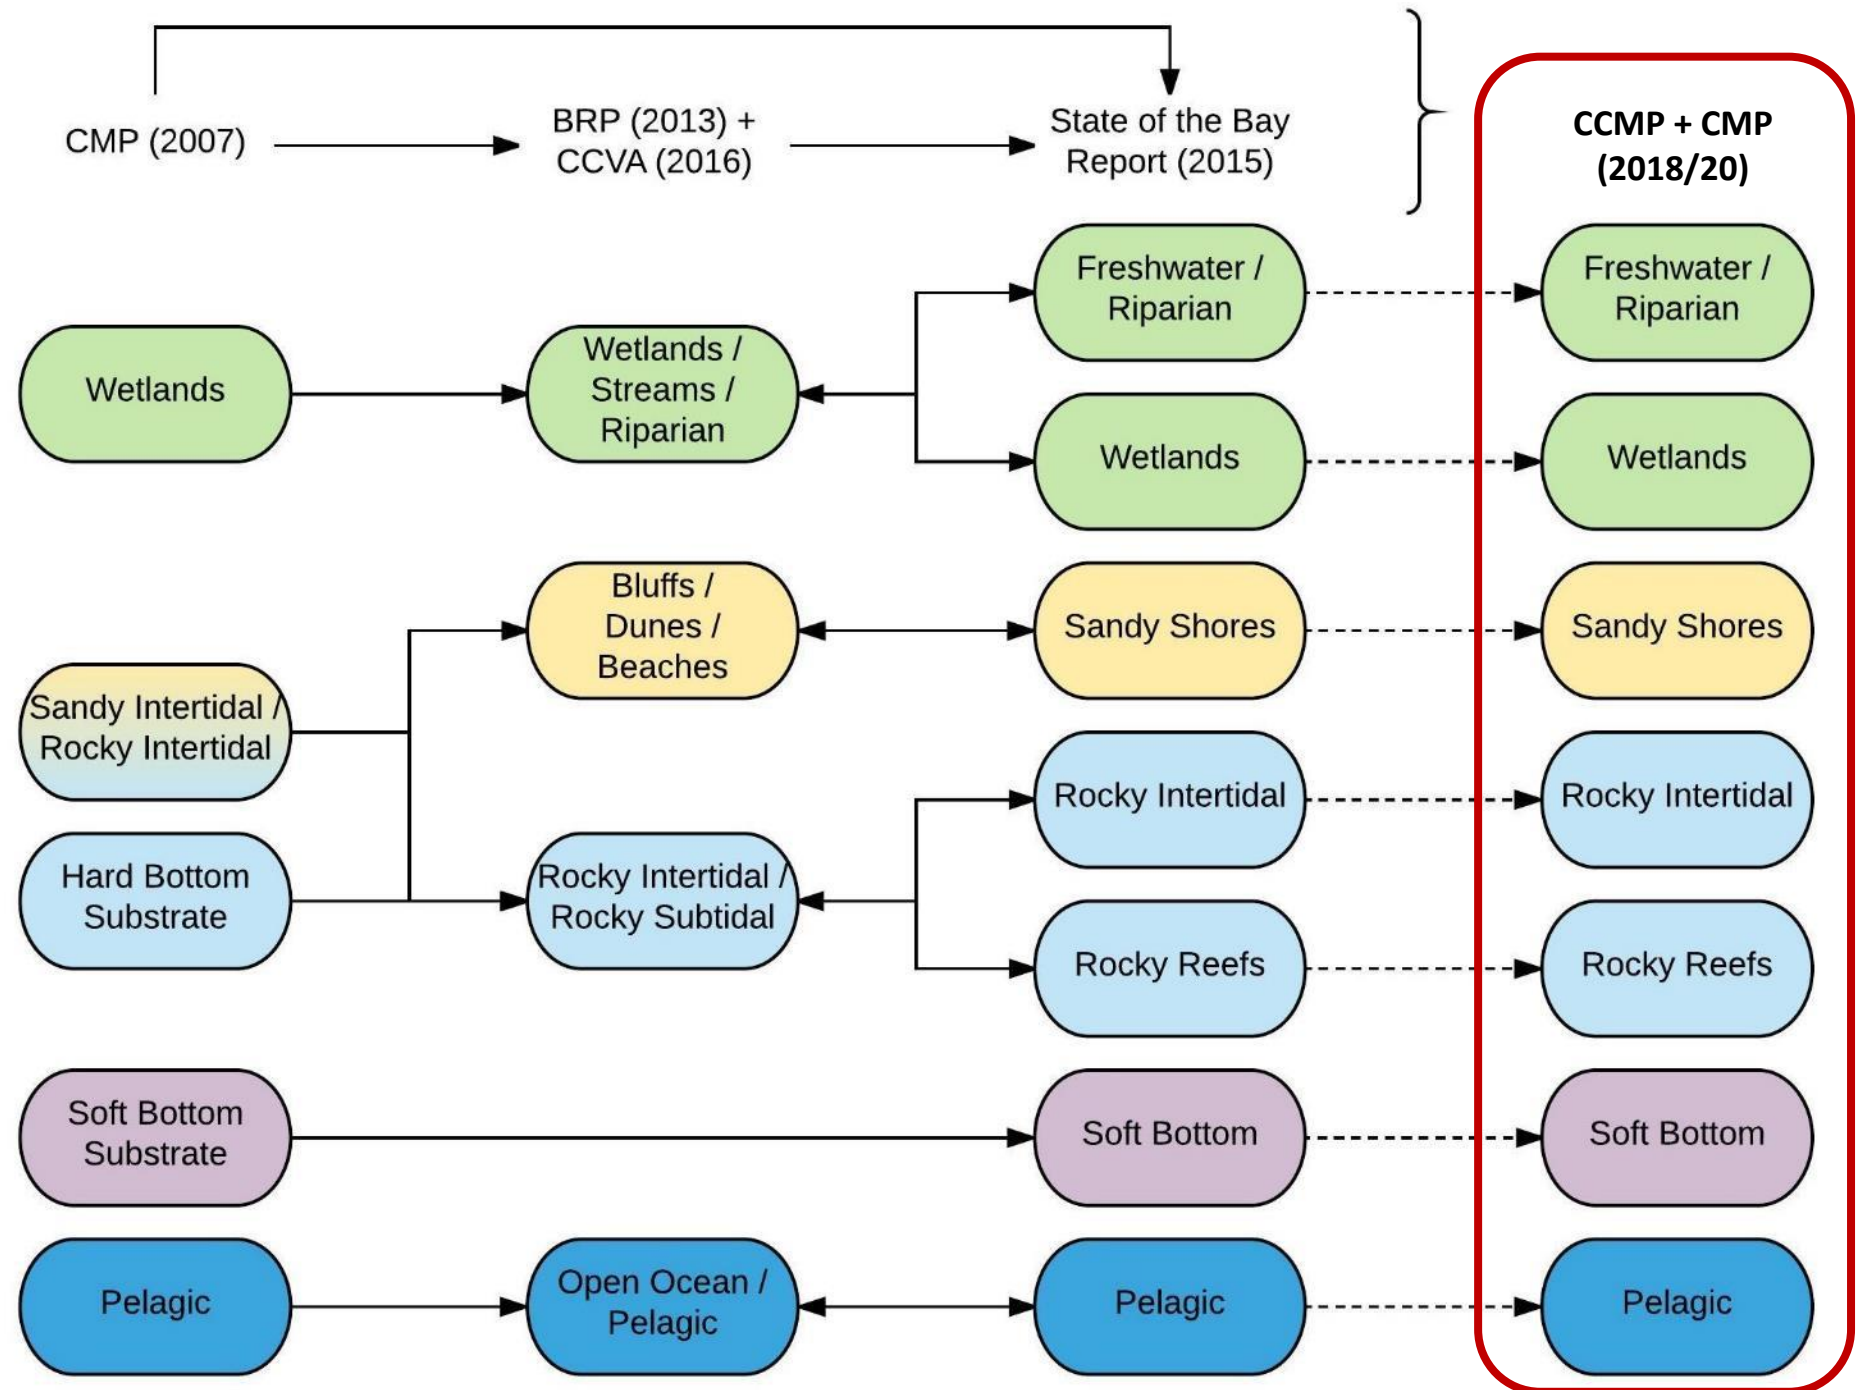 CMP (2007)
BRP (2013) +
CCVA (2016)
State of the Bay
Report (2015)
CCMP + CMP
(2018/20)
Wetlands
Wetlands /
Streams /
Riparian
Freshwater /
Riparian
Freshwater /
Riparian
Wetlands
Wetlands
Sandy Intertidal /
Rocky Intertidal
Bluffs /
Dunes /
Beaches
Sandy Shores
Sandy Shores
Hard Bottom
Substrate
Rocky Intertidal /
Rocky Subtidal
Rocky Intertidal
Rocky Intertidal
Rocky Reefs
Rocky Reefs
Soft Bottom
Substrate
Soft Bottom
Soft Bottom
Pelagic
Open Ocean /
Pelagic
Pelagic
Pelagic